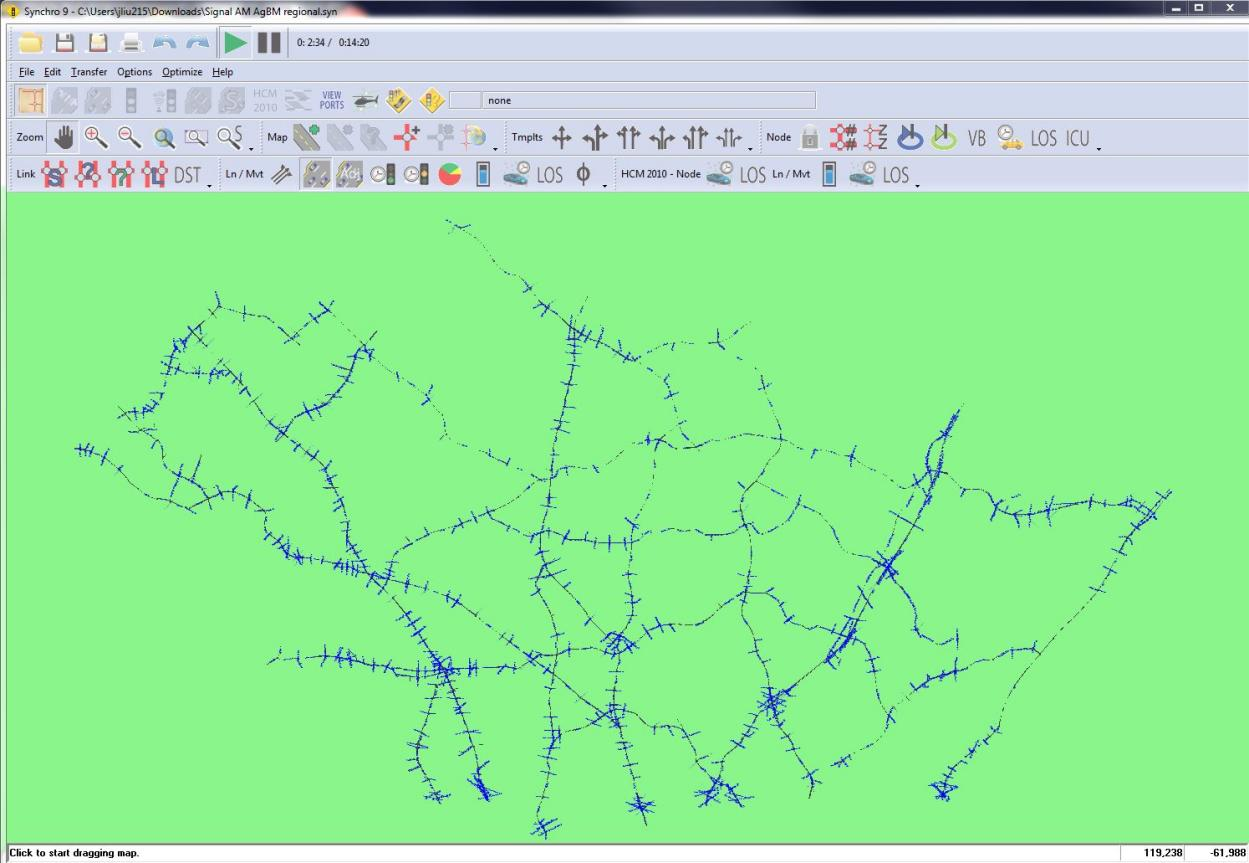 Synchro 9 - C:\Users\jliu215\Downloads\Signal AM AgBM regional.syn
0: 2:34 / 0:14:20
File Edit Transfer Options Optimize Help
HCM 2010 VIEW PORTS none
Zoom Map Tmplts Node VB LOS ICU
Link DST Ln / Mvt LOS HCM 2010 - Node LOS Ln / Mvt LOS
Click to start dragging map. 119,238 -61,988